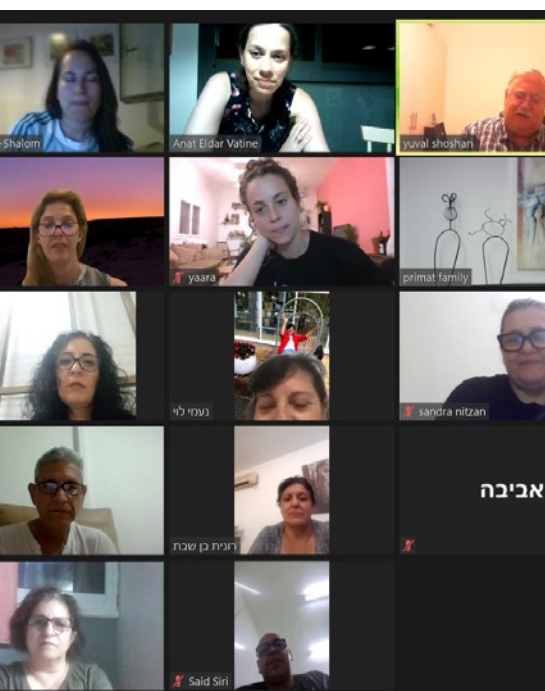 -Shalom
Anat Eldar Vatine
yuval shoshan
yaara
primat family
נעמי לוי
sandra nitzan
רונית בן שבת
אביבה
Said Siri